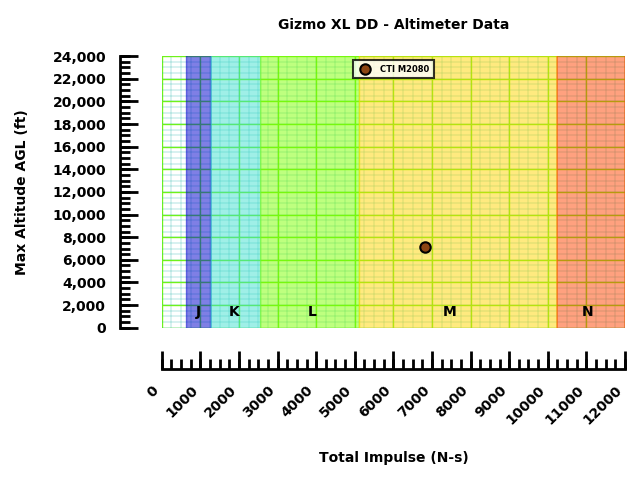 Gizmo XL DD - Altimeter Data
CTI M2080
Max Altitude AGL (ft)
24,000
22,000
20,000
18,000
16,000
14,000
12,000
10,000
8,000
6,000
4,000
2,000
0
J K L M N
0 1000 2000 3000 4000 5000 6000 7000 8000 9000 10000 11000 12000
Total Impulse (N-s)